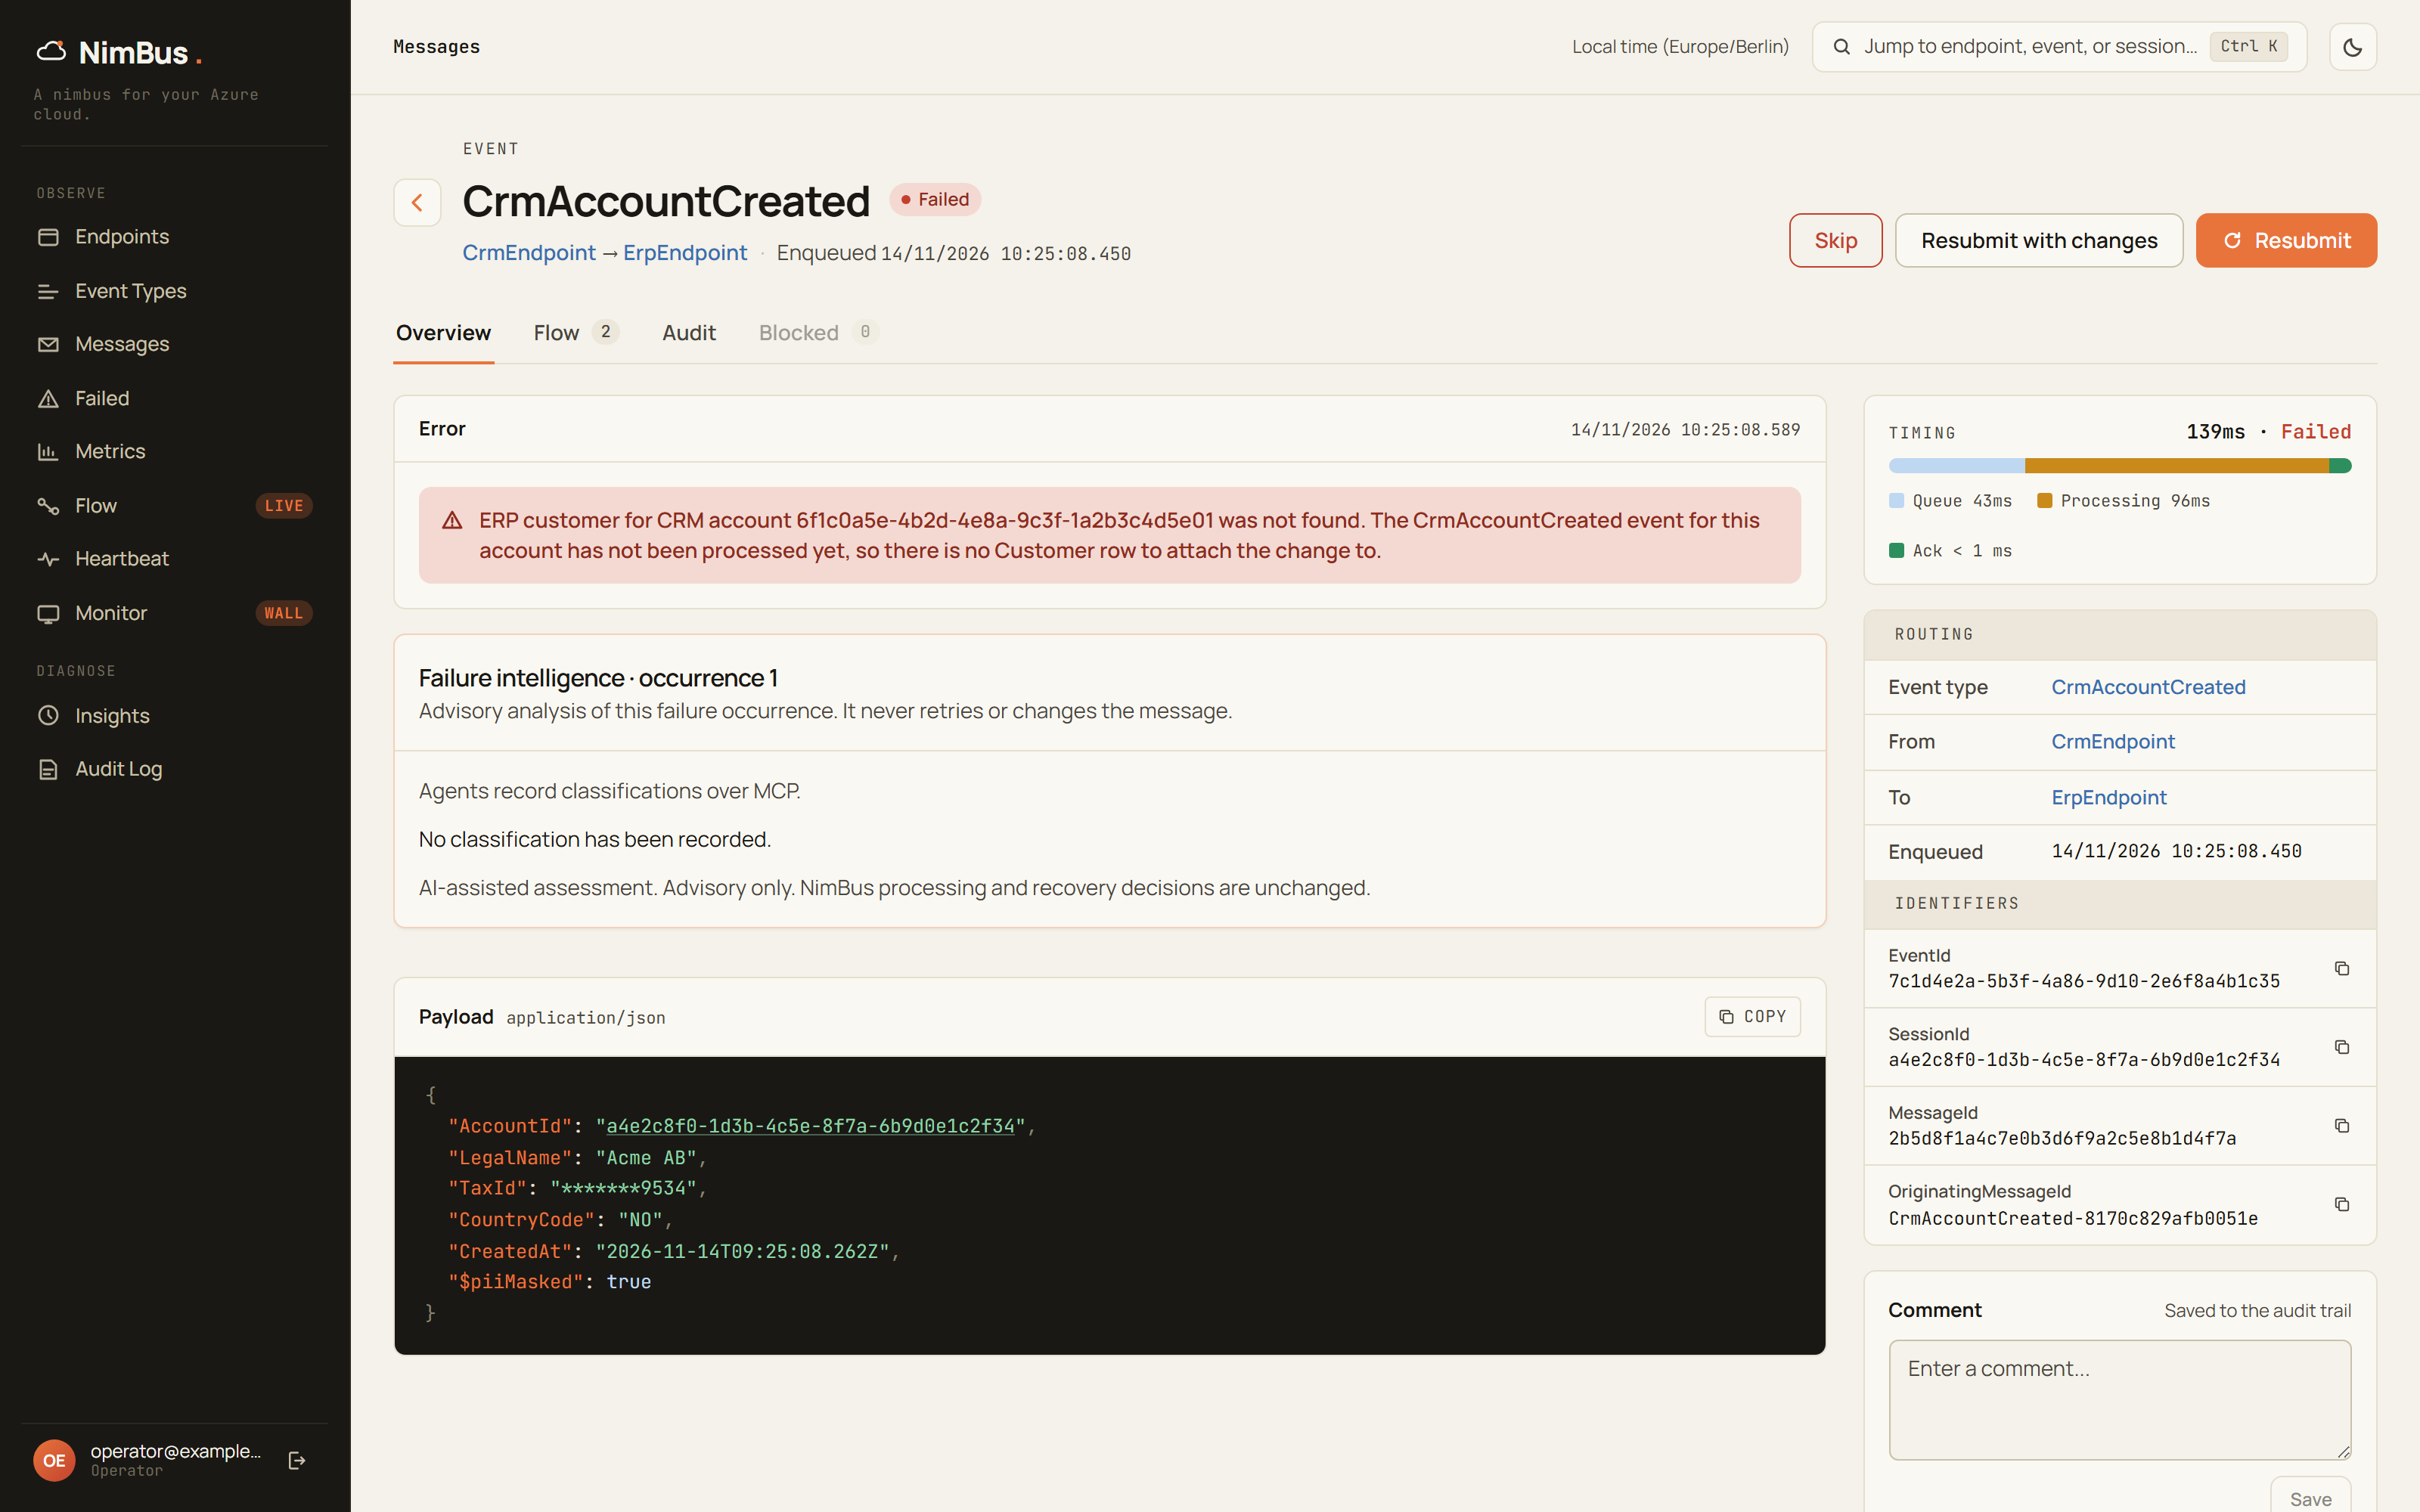 NimBus.
A nimbus for your Azure
cloud.
OBSERVE
Endpoints
Event Types
Messages
Failed
Metrics
Flow LIVE
Heartbeat
Monitor WALL
DIAGNOSE
Insights
Audit Log
OE operator@example...
Operator
Messages
Local time (Europe/Berlin)
Jump to endpoint, event, or session... Ctrl K
EVENT
CrmAccountCreated Failed
CrmEndpoint → ErpEndpoint · Enqueued 14/11/2026 10:25:08.450
Skip Resubmit with changes Resubmit
Overview Flow 2 Audit Blocked 0
Error 14/11/2026 10:25:08.589
ERP customer for CRM account 6f1c0a5e-4b2d-4e8a-9c3f-1a2b3c4d5e01 was not found. The CrmAccountCreated event for this
account has not been processed yet, so there is no Customer row to attach the change to.
Failure intelligence · occurrence 1
Advisory analysis of this failure occurrence. It never retries or changes the message.
Agents record classifications over MCP.
No classification has been recorded.
AI-assisted assessment. Advisory only. NimBus processing and recovery decisions are unchanged.
Payload application/json COPY
{
"AccountId": "a4e2c8f0-1d3b-4c5e-8f7a-6b9d0e1c2f34",
"LegalName": "Acme AB",
"TaxId": "*******9534",
"CountryCode": "NO",
"CreatedAt": "2026-11-14T09:25:08.262Z",
"$piiMasked": true
}
TIMING 139ms · Failed
Queue 43ms Processing 96ms
Ack < 1 ms
ROUTING
Event type CrmAccountCreated
From CrmEndpoint
To ErpEndpoint
Enqueued 14/11/2026 10:25:08.450
IDENTIFIERS
EventId
7c1d4e2a-5b3f-4a86-9d10-2e6f8a4b1c35
SessionId
a4e2c8f0-1d3b-4c5e-8f7a-6b9d0e1c2f34
MessageId
2b5d8f1a4c7e0b3d6f9a2c5e8b1d4f7a
OriginatingMessageId
CrmAccountCreated-8170c829afb0051e
Comment Saved to the audit trail
Enter a comment...
Save